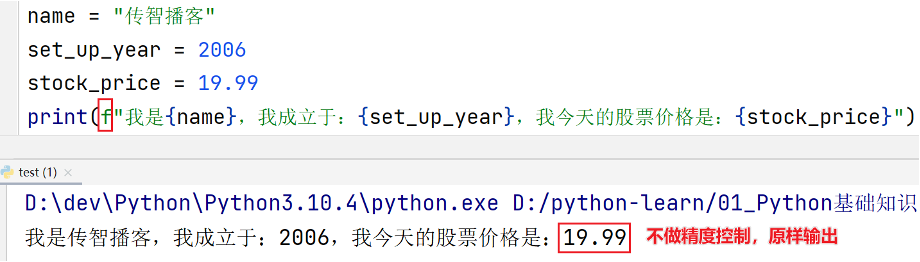 name = "传智播客"
set_up_year = 2006
stock_price = 19.99
print(f"我是{name}，我成立于：{set_up_year}，我今天的股票价格是：{stock_price}")
test (1) ×
D:\dev\Python\Python3.10.4\python.exe D:/python-learn/01_Python基础知识
我是传智播客，我成立于：2006，我今天的股票价格是：19.99 不做精度控制，原样输出